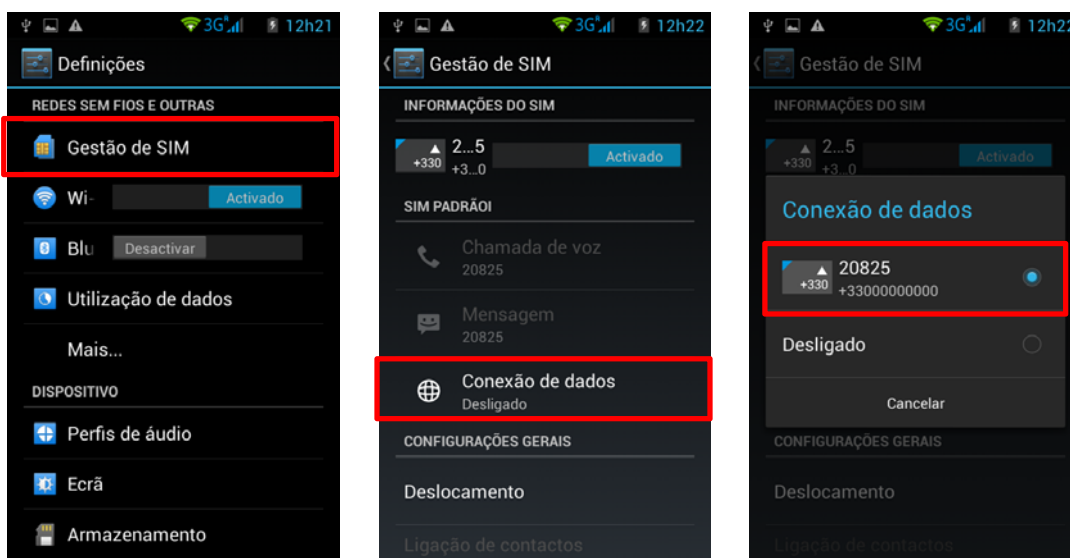 3G R 12h21
Definições
REDES SEM FIOS E OUTRAS
Gestão de SIM
Wi-
Activado
Blu
Desactivar
Utilização de dados
Mais...
DISPOSITIVO
Perfis de áudio
Ecrã
Armazenamento
3G R 12h22
Gestão de SIM
INFORMAÇÕES DO SIM
+330
2...5
+3...0
Activado
SIM PADRÃOI
Chamada de voz
20825
Mensagem
20825
Conexão de dados
Desligado
CONFIGURAÇÕES GERAIS
Deslocamento
Ligação de contactos
3G R 12h22
Gestão de SIM
INFORMAÇÕES DO SIM
+330
2...5
+3...0
Activado
Conexão de dados
+330
20825
+33000000000
Desligado
Cancelar
CONFIGURAÇÕES GERAIS
Deslocamento
Ligação de contactos